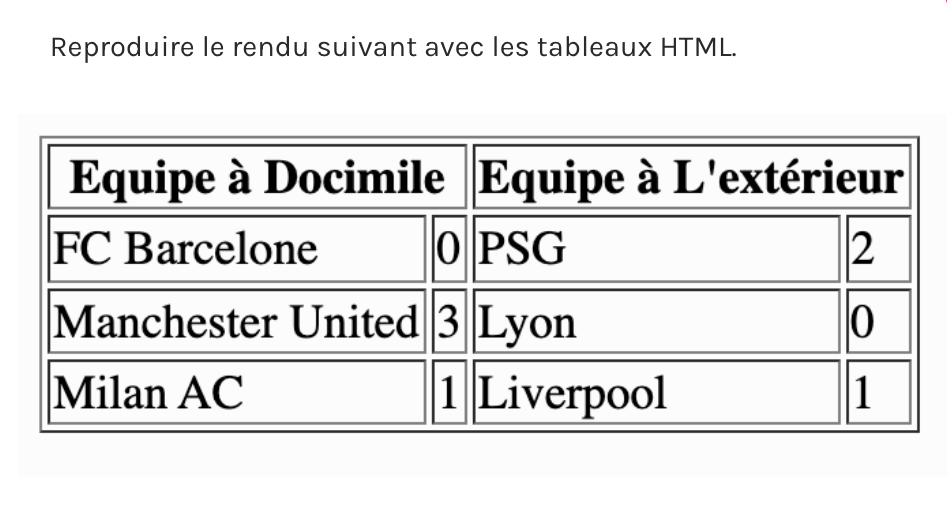 Reproduire le rendu suivant avec les tableaux HTML.
Equipe à Docimile Equipe à L'extérieur
FC Barcelone 0 PSG 2
Manchester United 3 Lyon 0
Milan AC 1 Liverpool 1